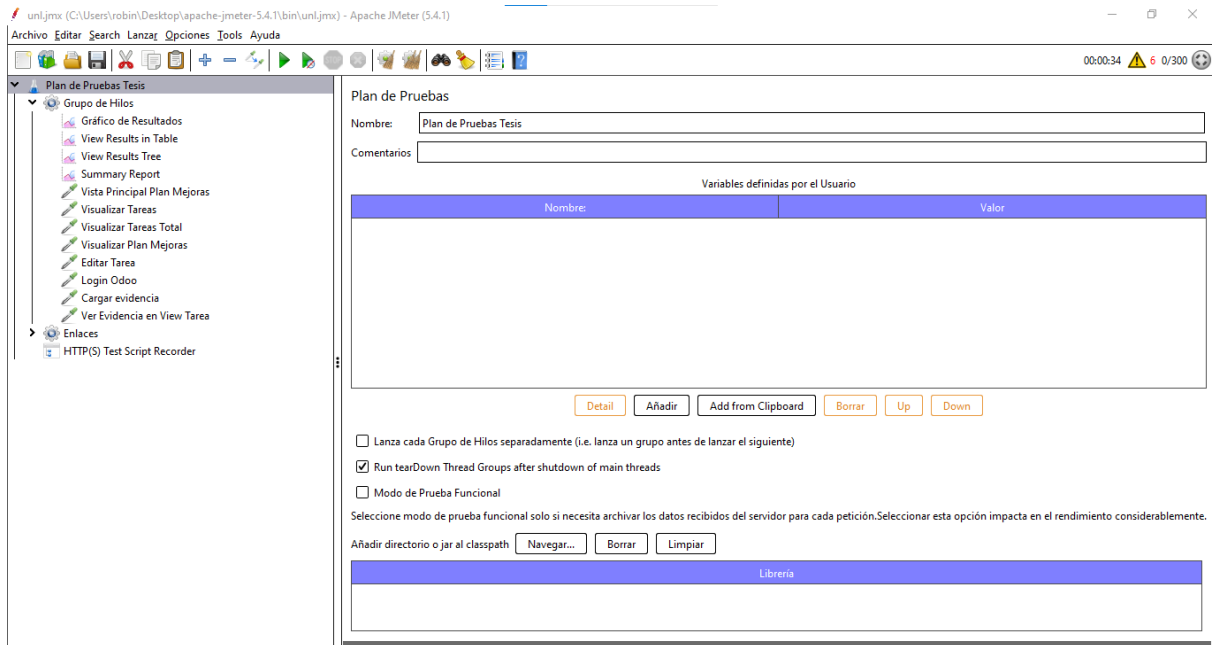 unl.jmx (C:\Users\robin\Desktop\apache-jmeter-5.4.1\bin\unl.jmx) - Apache JMeter (5.4.1)
Archivo Editar Search Lanzar Opciones Tools Ayuda
00:00:34 6 0/300
Plan de Pruebas Tesis
Grupo de Hilos
Gráfico de Resultados
View Results in Table
View Results Tree
Summary Report
Vista Principal Plan Mejoras
Visualizar Tareas
Visualizar Tareas Total
Visualizar Plan Mejoras
Editar Tarea
Login Odoo
Cargar evidencia
Ver Evidencia en View Tarea
Enlaces
HTTP(S) Test Script Recorder
Plan de Pruebas
Nombre: Plan de Pruebas Tesis
Comentarios
Variables definidas por el Usuario
Nombre: Valor
Detail Añadir Add from Clipboard Borrar Up Down
Lanza cada Grupo de Hilos separadamente (i.e. lanza un grupo antes de lanzar el siguiente)
Run tearDown Thread Groups after shutdown of main threads
Modo de Prueba Funcional
Seleccione modo de prueba funcional solo si necesita archivar los datos recibidos del servidor para cada petición.Seleccionar esta opción impacta en el rendimiento considerablemente.
Añadir directorio o jar al classpath Navegar... Borrar Limpiar
Librería